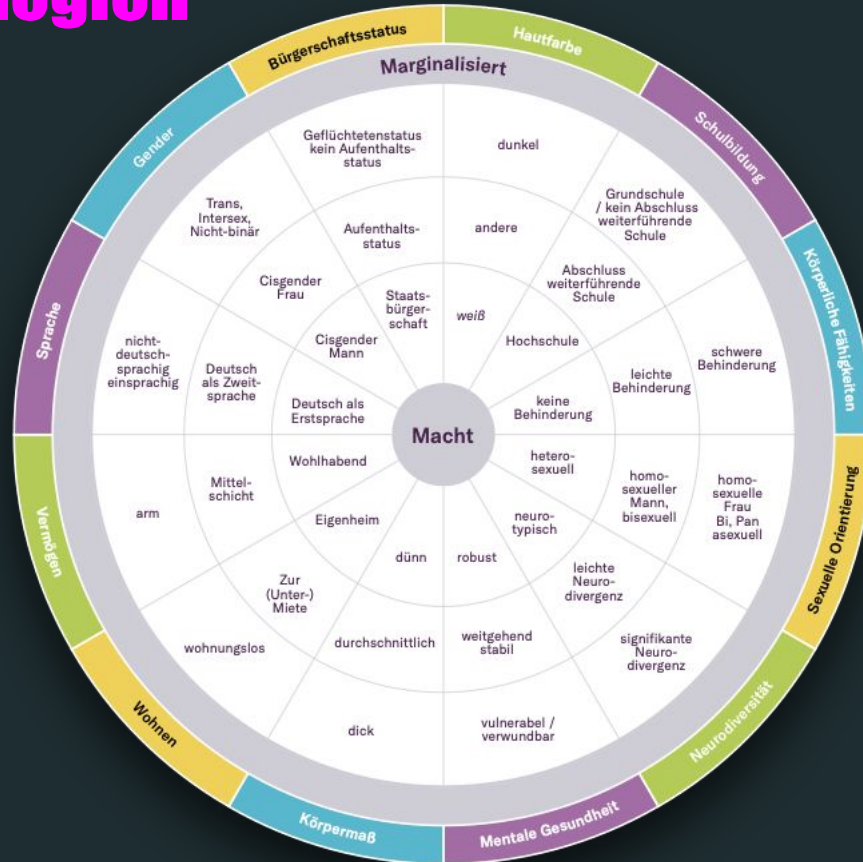 logion
Bürgerschaftsstatus
Hautfarbe
Schulbildung
Körperliche Fähigkeiten
Sexuelle Orientierung
Neurodiversität
Mentale Gesundheit
Körpermaß
Wohnen
Vermögen
Sprache
Gender
Marginalisiert
Geflüchtetenstatus
kein Aufenthalts-
status
Aufenthalts-
status
Staats-
bürger-
schaft
dunkel
andere
weiß
Grundschule
/ kein Abschluss
weiterführende
Schule
Abschluss
weiterführende
Schule
Hochschule
schwere
Behinderung
leichte
Behinderung
keine
Behinderung
homo-
sexuelle
Frau
Bi, Pan
asexuell
homo-
sexueller
Mann,
bisexuell
hetero-
sexuell
signifikante
Neuro-
divergenz
leichte
Neuro-
divergenz
neuro-
typisch
vulnerabel /
verwundbar
weitgehend
stabil
robust
dick
durchschnittlich
dünn
wohnungslos
Zur
(Unter-)
Miete
Eigenheim
arm
Mittel-
schicht
Wohlhabend
nicht-
deutsch-
sprachig
einsprachig
Deutsch
als Zweit-
sprache
Deutsch als
Erstsprache
Trans,
Intersex,
Nicht-binär
Cisgender
Frau
Cisgender
Mann
Macht